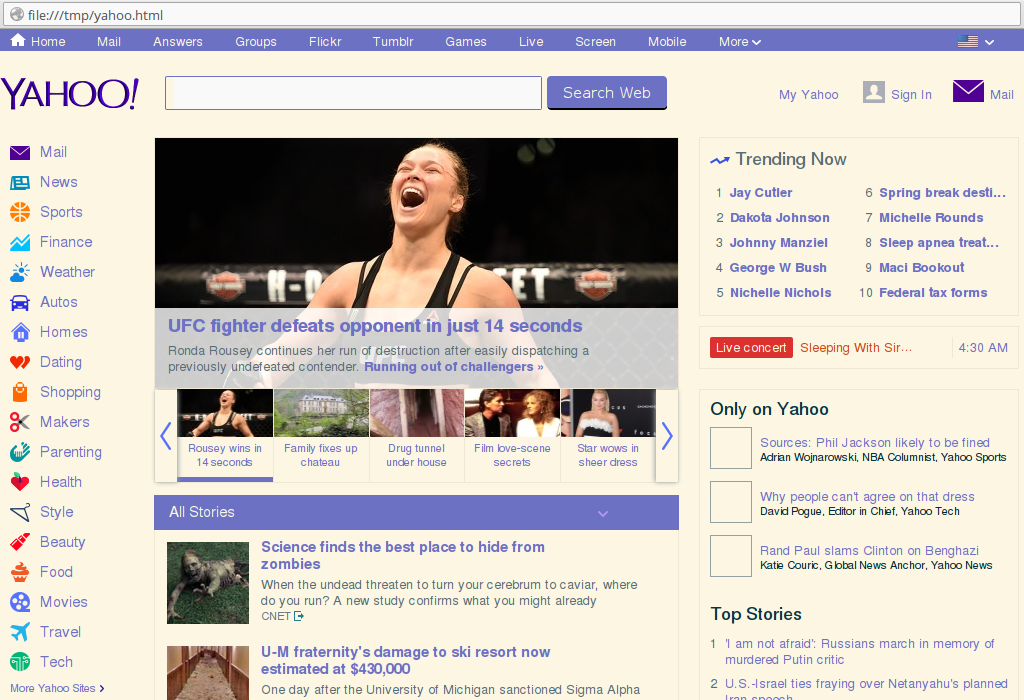 file:///tmp/yahoo.html
Home Mail Answers Groups Flickr Tumblr Games Live Screen Mobile More
YAHOO!
Search Web
My Yahoo Sign In Mail
Mail
News
Sports
Finance
Weather
Autos
Homes
Dating
Shopping
Makers
Parenting
Health
Style
Beauty
Food
Movies
Travel
Tech
More Yahoo Sites
UFC fighter defeats opponent in just 14 seconds
Ronda Rousey continues her run of destruction after easily dispatching a
previously undefeated contender. Running out of challengers »
Rousey wins in
14 seconds
Family fixes up
chateau
Drug tunnel
under house
Film love-scene
secrets
Star wows in
sheer dress
All Stories
Science finds the best place to hide from
zombies
When the undead threaten to turn your cerebrum to caviar, where
do you run? A new study confirms what you might already
CNET
U-M fraternity's damage to ski resort now
estimated at $430,000
One day after the University of Michigan sanctioned Sigma Alpha
Trending Now
1 Jay Cutler
2 Dakota Johnson
3 Johnny Manziel
4 George W Bush
5 Nichelle Nichols
6 Spring break desti...
7 Michelle Rounds
8 Sleep apnea treat...
9 Maci Bookout
10 Federal tax forms
Live concert Sleeping With Sir... 4:30 AM
Only on Yahoo
Sources: Phil Jackson likely to be fined
Adrian Wojnarowski, NBA Columnist, Yahoo Sports
Why people can't agree on that dress
David Pogue, Editor in Chief, Yahoo Tech
Rand Paul slams Clinton on Benghazi
Katie Couric, Global News Anchor, Yahoo News
Top Stories
1 'I am not afraid': Russians march in memory of
murdered Putin critic
2 U.S.-Israel ties fraying over Netanyahu's planned
Iran speech